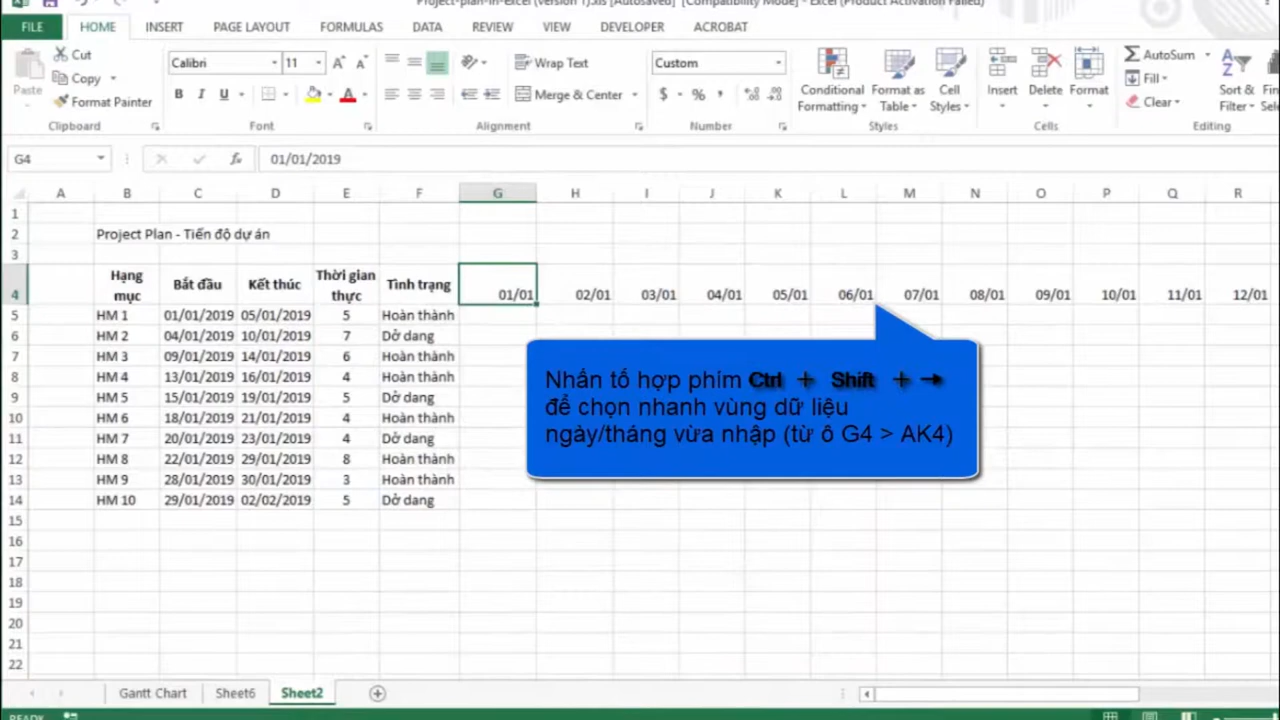 Project-plan-in-Excel (version 1).xls [Autosaved] [Compatibility Mode] - Excel (Product Activation Failed)
FILE HOME INSERT PAGE LAYOUT FORMULAS DATA REVIEW VIEW DEVELOPER ACROBAT
Paste
Cut
Copy
Format Painter
Clipboard
Calibri 11
B I U
Font
Wrap Text
Merge & Center
Alignment
Custom
$ % ,
Number
Conditional Formatting
Format as Table
Cell Styles
Styles
Insert Delete Format
Cells
AutoSum
Fill
Clear
Sort &
Filter
Editing
G4 fx 01/01/2019
A B C D E F G H I J K L M N O P Q R
1
2 Project Plan - Tiến độ dự án
3
4 Hạng mục Bắt đầu Kết thúc Thời gian thực Tình trạng 01/01 02/01 03/01 04/01 05/01 06/01 07/01 08/01 09/01 10/01 11/01 12/01
5 HM 1 01/01/2019 05/01/2019 5 Hoàn thành
6 HM 2 04/01/2019 10/01/2019 7 Dở dang
7 HM 3 09/01/2019 14/01/2019 6 Hoàn thành
8 HM 4 13/01/2019 16/01/2019 4 Hoàn thành
9 HM 5 15/01/2019 19/01/2019 5 Dở dang
10 HM 6 18/01/2019 21/01/2019 4 Hoàn thành
11 HM 7 20/01/2019 23/01/2019 4 Dở dang
12 HM 8 22/01/2019 29/01/2019 8 Hoàn thành
13 HM 9 28/01/2019 30/01/2019 3 Hoàn thành
14 HM 10 29/01/2019 02/02/2019 5 Dở dang
15
16
17
18
19
20
21
22
Nhấn tổ hợp phím Ctrl + Shift + →
để chọn nhanh vùng dữ liệu
ngày/tháng vừa nhập (từ ô G4 > AK4)
Gantt Chart Sheet6 Sheet2
READY